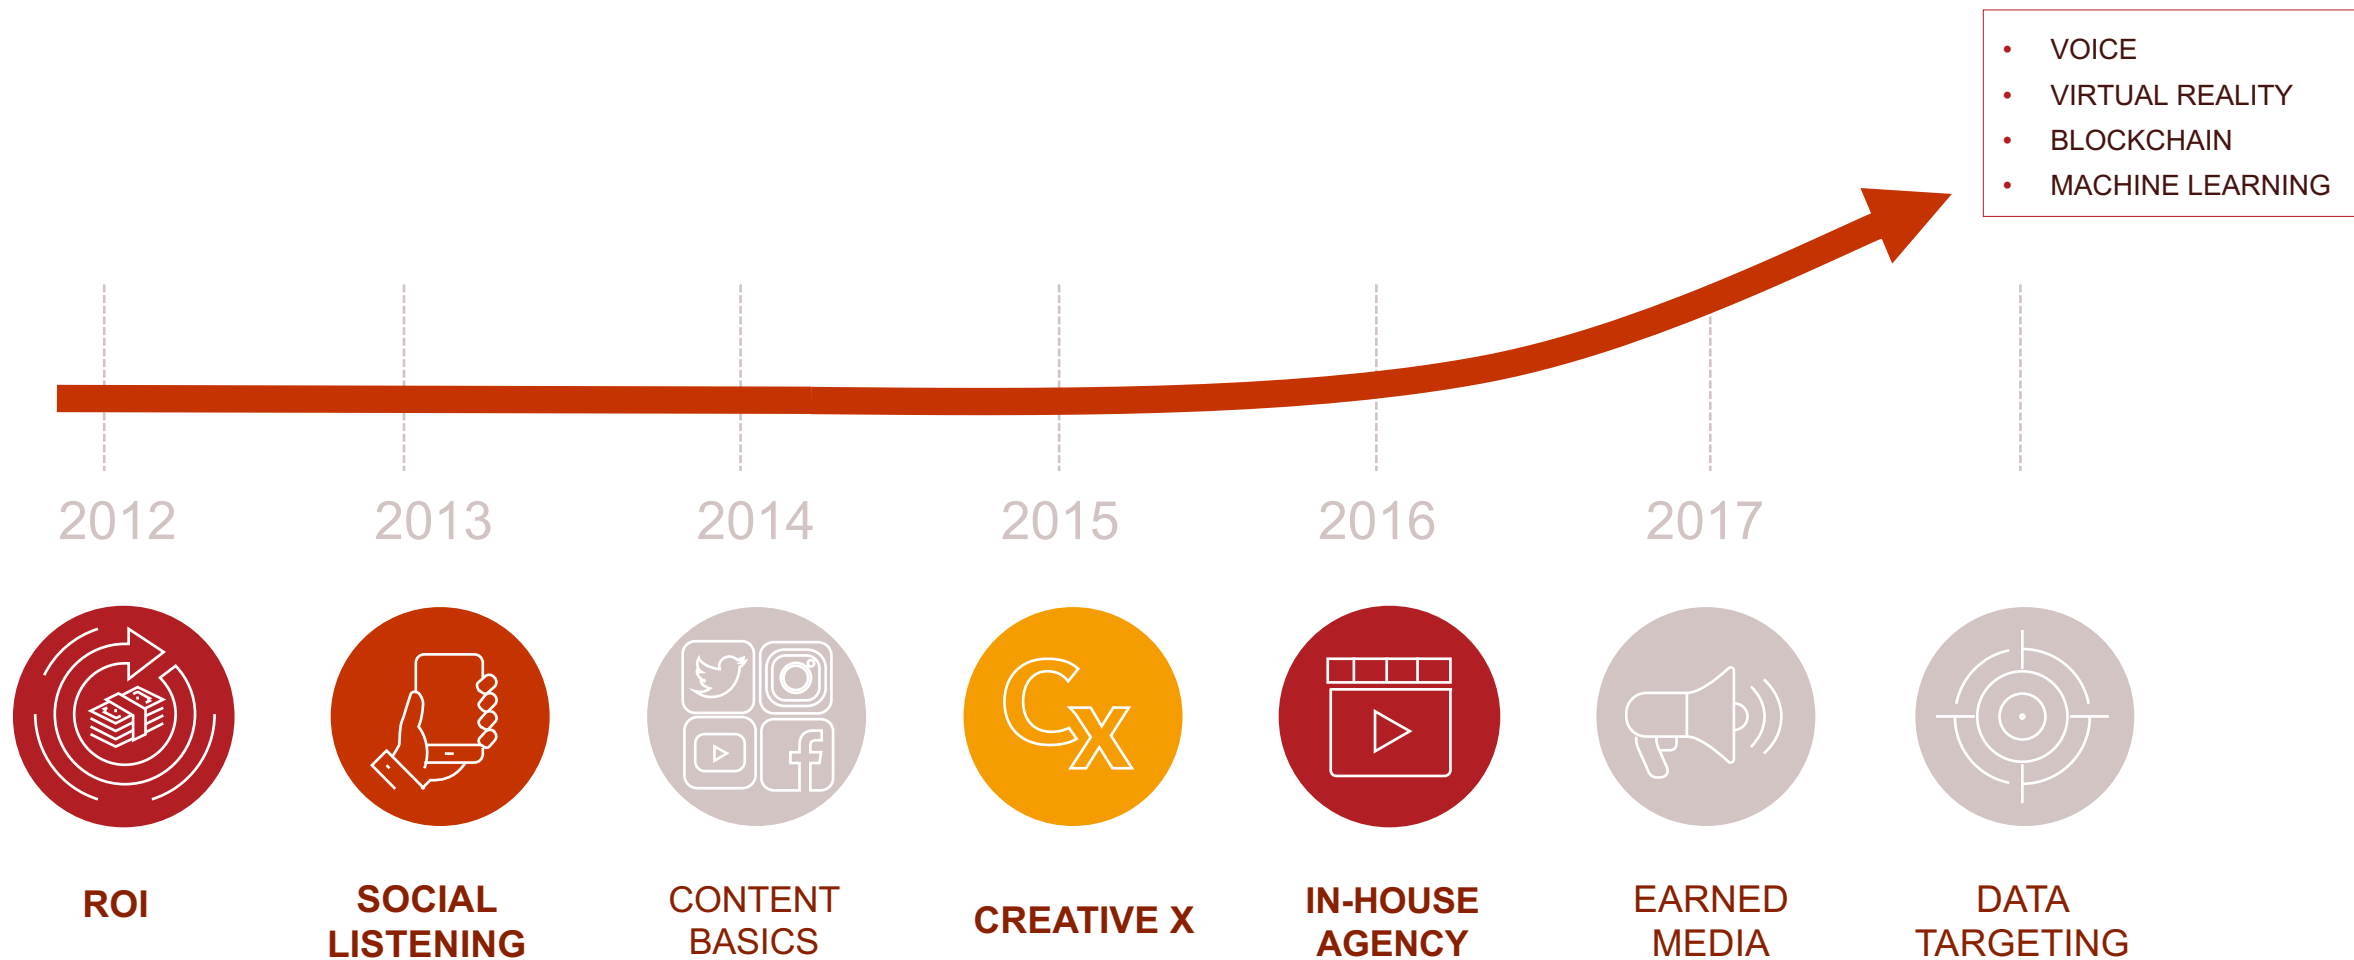 • VOICE
• VIRTUAL REALITY
• BLOCKCHAIN
• MACHINE LEARNING
2012
2013
2014
2015
2016
2017
Cx
ROI
SOCIAL
LISTENING
CONTENT
BASICS
CREATIVE X
IN-HOUSE
AGENCY
EARNED
MEDIA
DATA
TARGETING